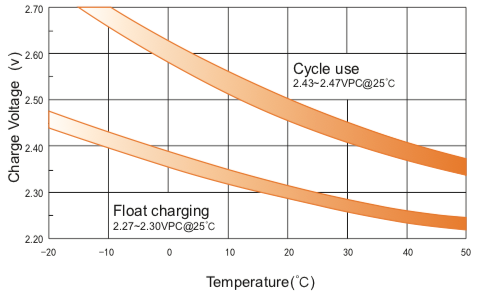 2.70
2.60
2.50
2.40
2.30
2.20
Charge Voltage (v)
Cycle use
2.43~2.47VPC@25°C
Float charging
2.27~2.30VPC@25°C
−20 −10 0 10 20 30 40 50
Temperature(°C)